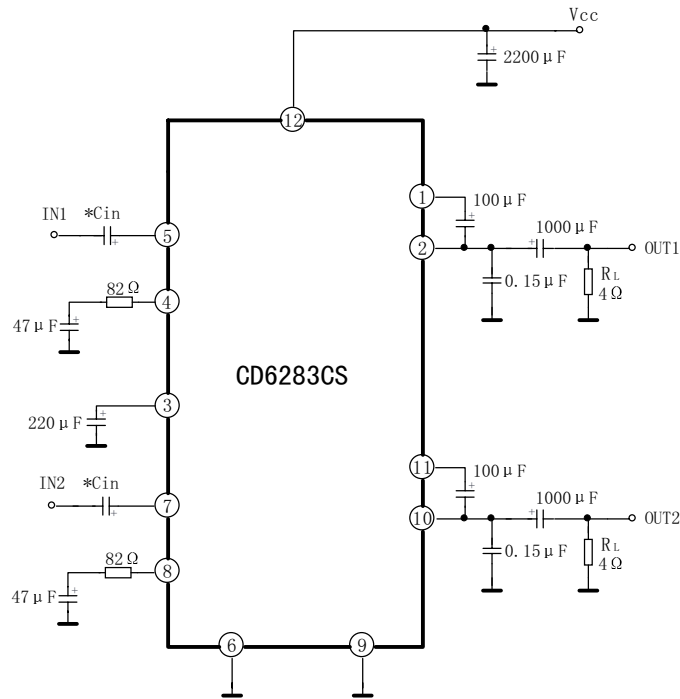 Vcc
2200μF
12
1
100μF
IN1
*Cin
1000μF
5
2
OUT1
0.15μF
RL
4Ω
82Ω
4
47μF
CD6283CS
3
220μF
11
100μF
IN2
*Cin
1000μF
7
10
OUT2
0.15μF
RL
4Ω
82Ω
8
47μF
6
9